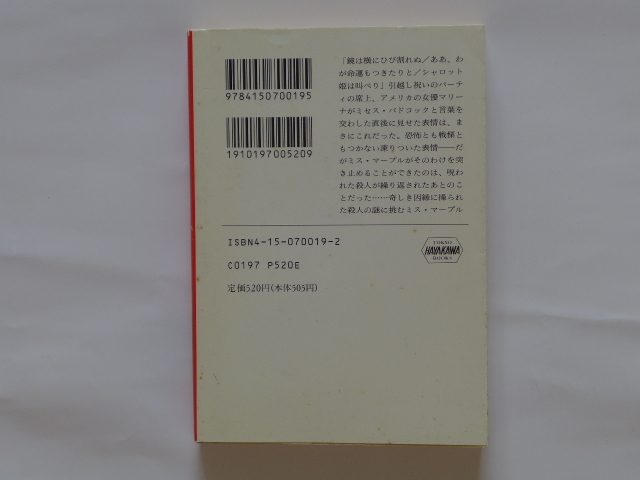 「鏡は横にひび割れぬ／ああ、わ
が命運もつきたりと／シャロット
姫は叫べり」引越し祝いのパーテ
ィの席上、アメリカの女優マリー
ナがミセス・バドコックと言葉を
交わした直後に見せた表情は、ま
さにこれだった。恐怖とも戦慄と
もつかない凍りついた表情――だ
がミス・マープルがそのわけを突
き止めることができたのは、呪わ
れた殺人が繰り返されたあとのこ
とだった……奇しき因縁に操られ
た殺人の謎に挑むミス・マープル
9784150700195
1910197005209
ISBN4-15-070019-2
C0197 P520E
定価520円(本体505円)
TOKYO
HAYAKAWA
BOOKS